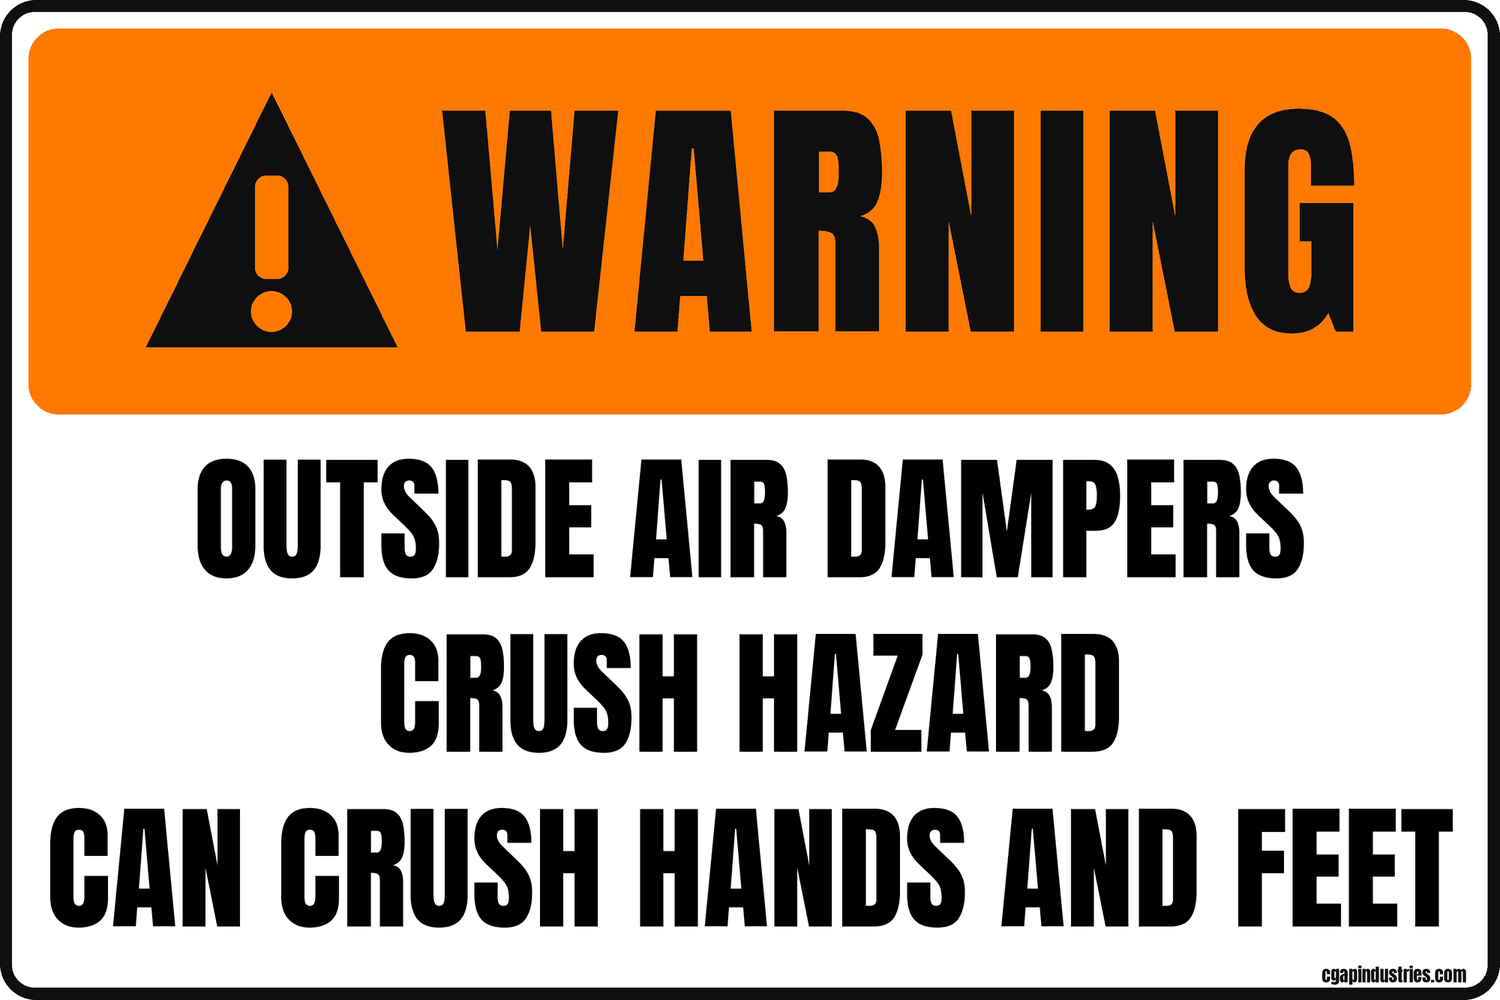 WARNING
OUTSIDE AIR DAMPERS
CRUSH HAZARD
CAN CRUSH HANDS AND FEET
cgapindustries.com